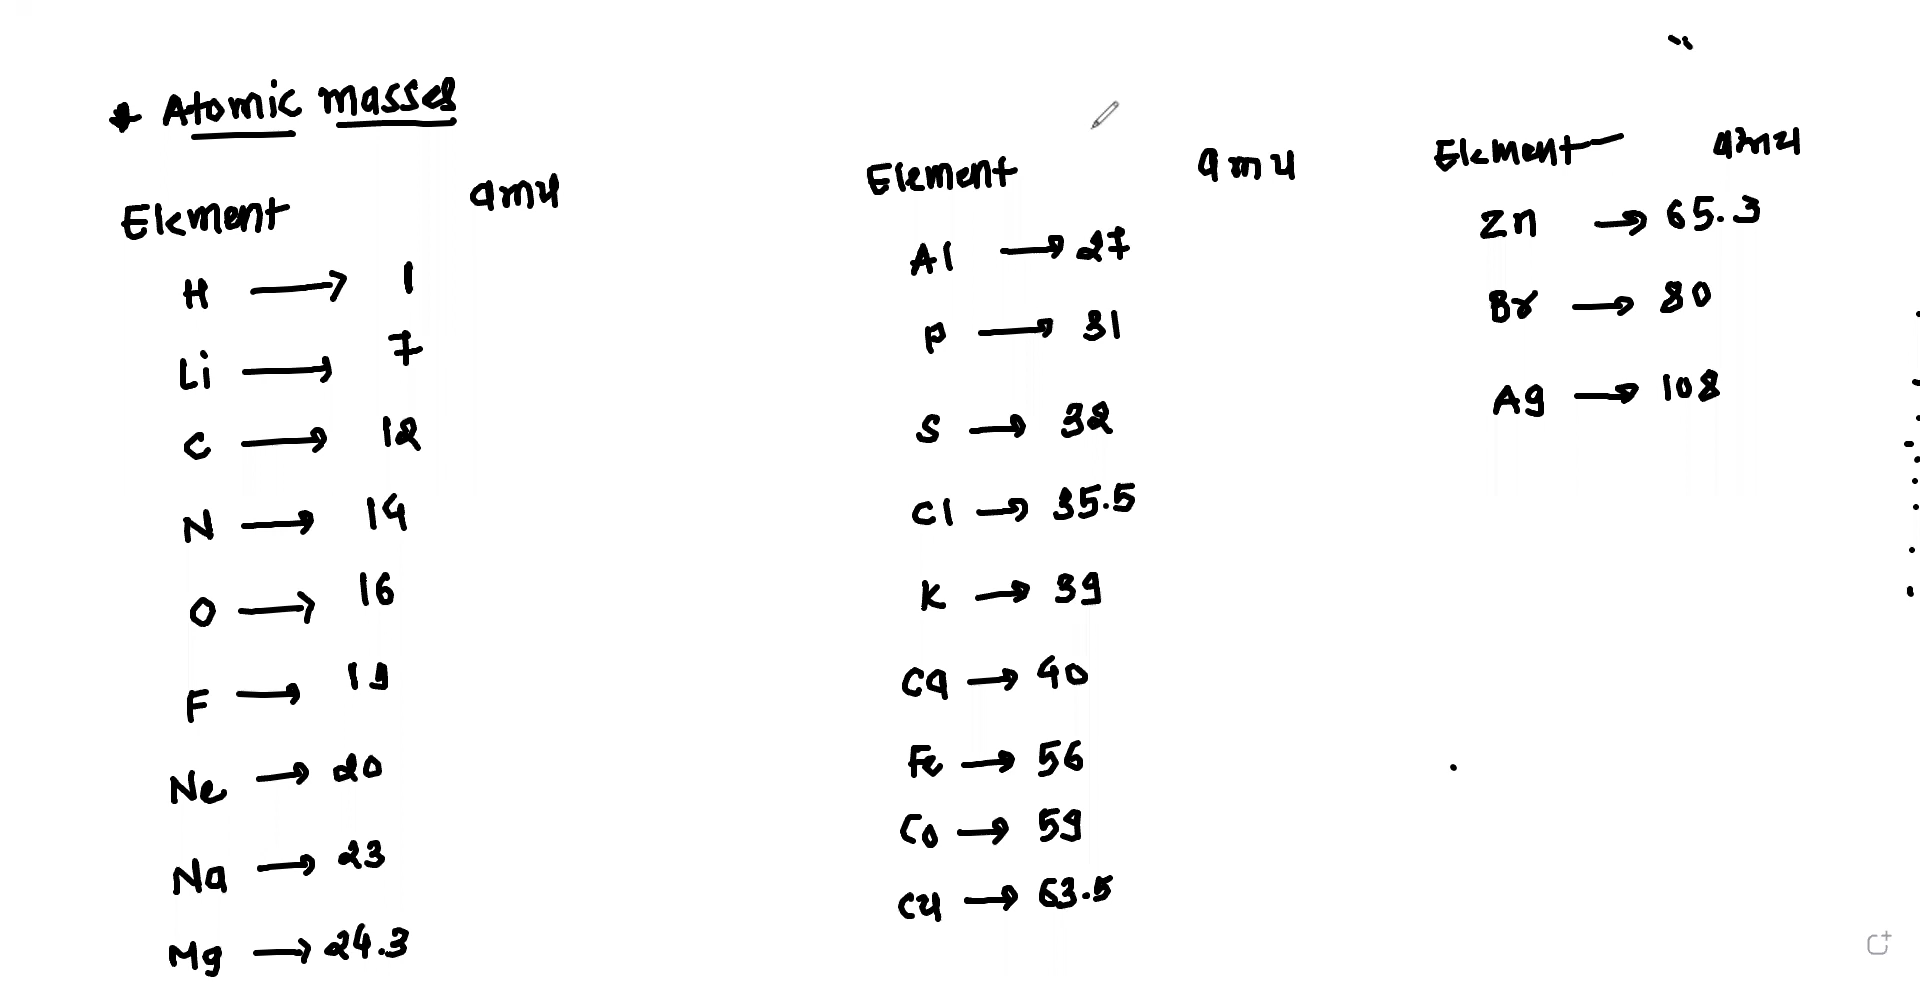 * Atomic masses
Element amu
H → 1
Li → 7
C → 12
N → 14
O → 16
F → 19
Ne → 20
Na → 23
Mg → 24.3
Element amu
Al → 27
P → 31
S → 32
Cl → 35.5
K → 39
Ca → 40
Fe → 56
Co → 59
Cu → 63.5
Element amu
Zn → 65.3
Br → 80
Ag → 108